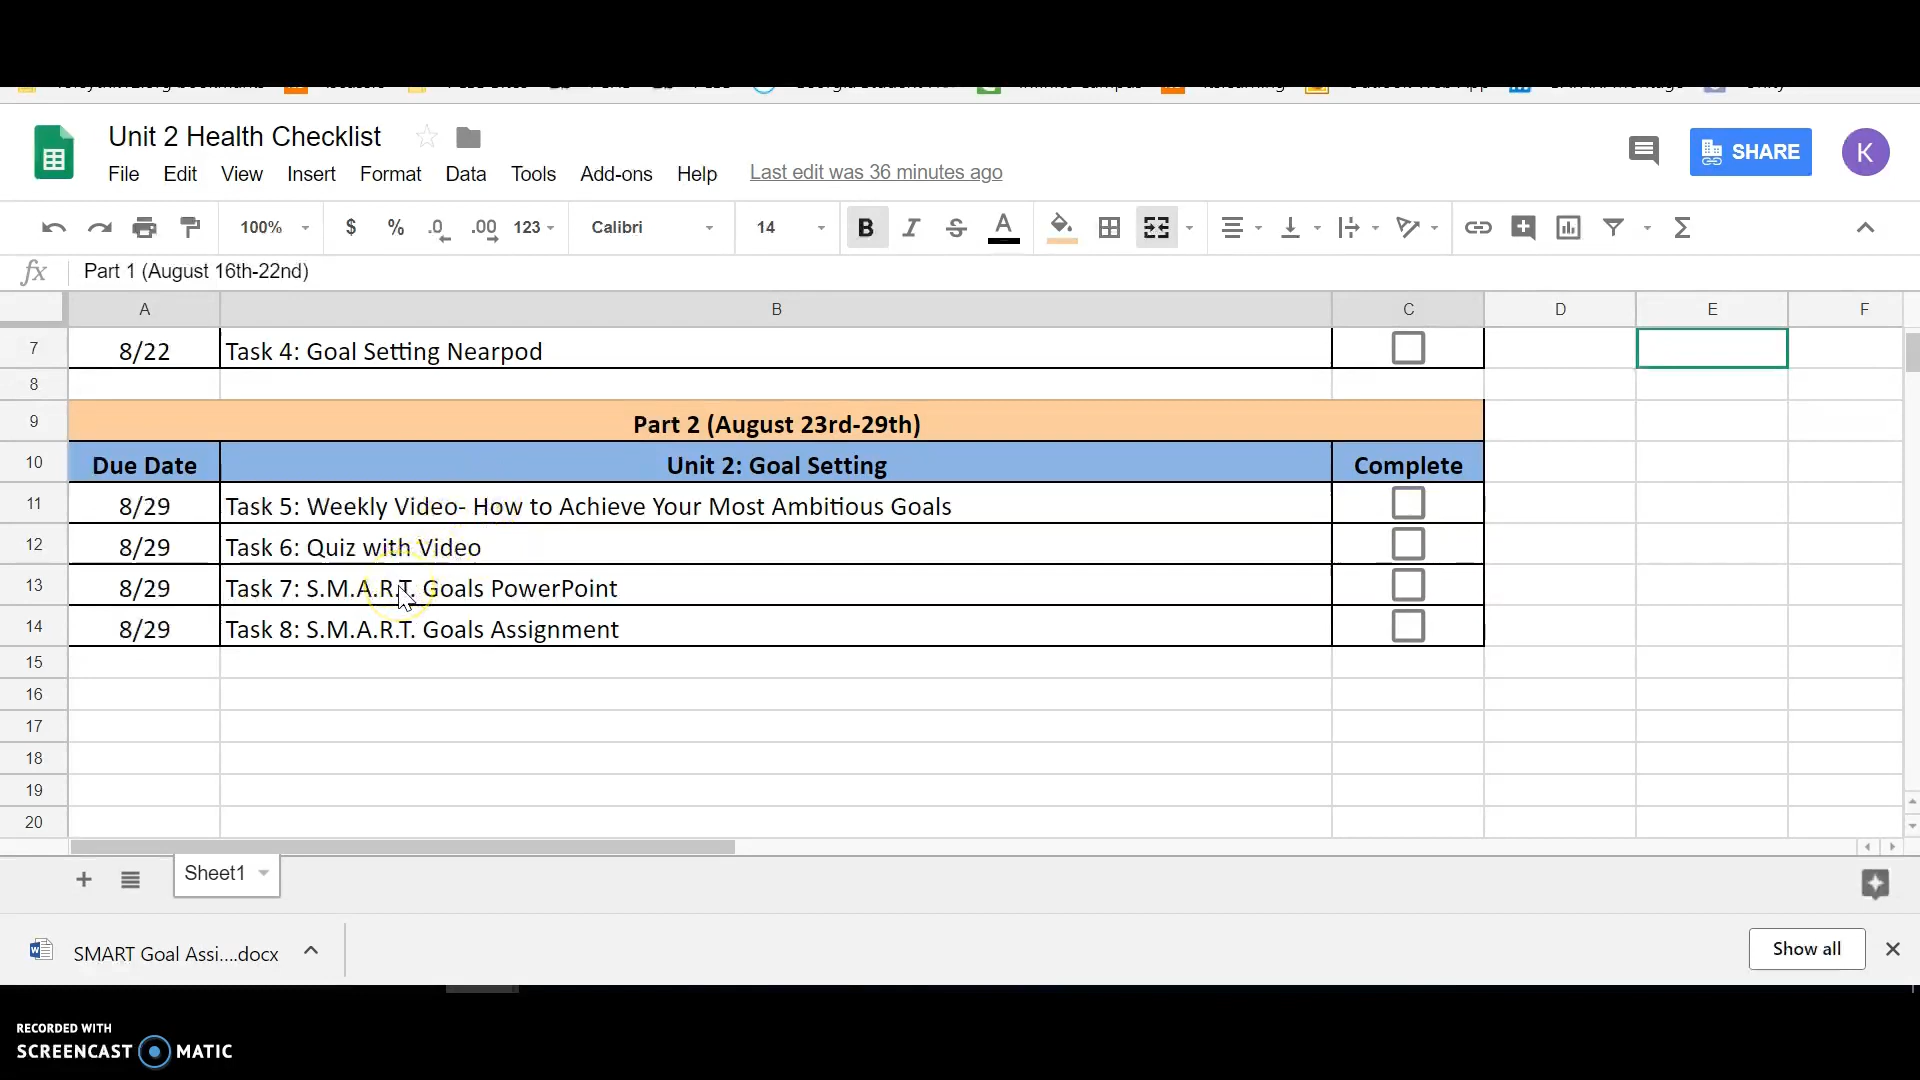 Unit 2 Health Checklist
File Edit View Insert Format Data Tools Add-ons Help Last edit was 36 minutes ago
SHARE
K
100% $ % .0 .00 123 Calibri 14 B I S A Σ
fx Part 1 (August 16th-22nd)
A B C D E F
7 8/22 Task 4: Goal Setting Nearpod
8
9 Part 2 (August 23rd-29th)
10 Due Date Unit 2: Goal Setting Complete
11 8/29 Task 5: Weekly Video- How to Achieve Your Most Ambitious Goals
12 8/29 Task 6: Quiz with Video
13 8/29 Task 7: S.M.A.R.T. Goals PowerPoint
14 8/29 Task 8: S.M.A.R.T. Goals Assignment
15
16
17
18
19
20
Sheet1
SMART Goal Assi....docx
Show all
RECORDED WITH
SCREENCAST MATIC